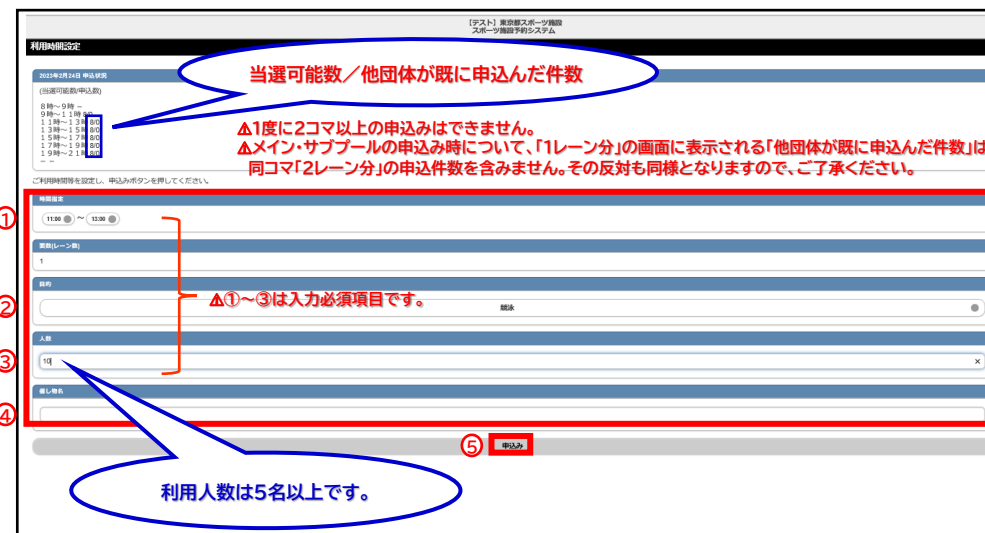 【テスト】東京都スポーツ施設
スポーツ施設予約システム
利用時間設定
2023年2月24日 申込状況
(当選可能数/申込数)
当選可能数／他団体が既に申込んだ件数
8時～9時 －
9時～11時 8/0
11時～13時 8/0
13時～15時 8/0
15時～17時 8/0
17時～19時 8/0
19時～21時 8/0
－ －
⚠1度に2コマ以上の申込みはできません。
⚠メイン・サブプールの申込み時について、「1レーン分」の画面に表示される「他団体が既に申込んだ件数」は
同コマ「2レーン分」の申込件数を含みません。その反対も同様となりますので、ご了承ください。
ご利用時間等を設定し、申込みボタンを押してください。
時間指定
① 11:00 ～ 13:00
面数(レーン数)
1
目的
② 競泳
⚠①～③は入力必須項目です。
人数
③ 10
×
催し物名
④
⑤ 申込み
利用人数は5名以上です。